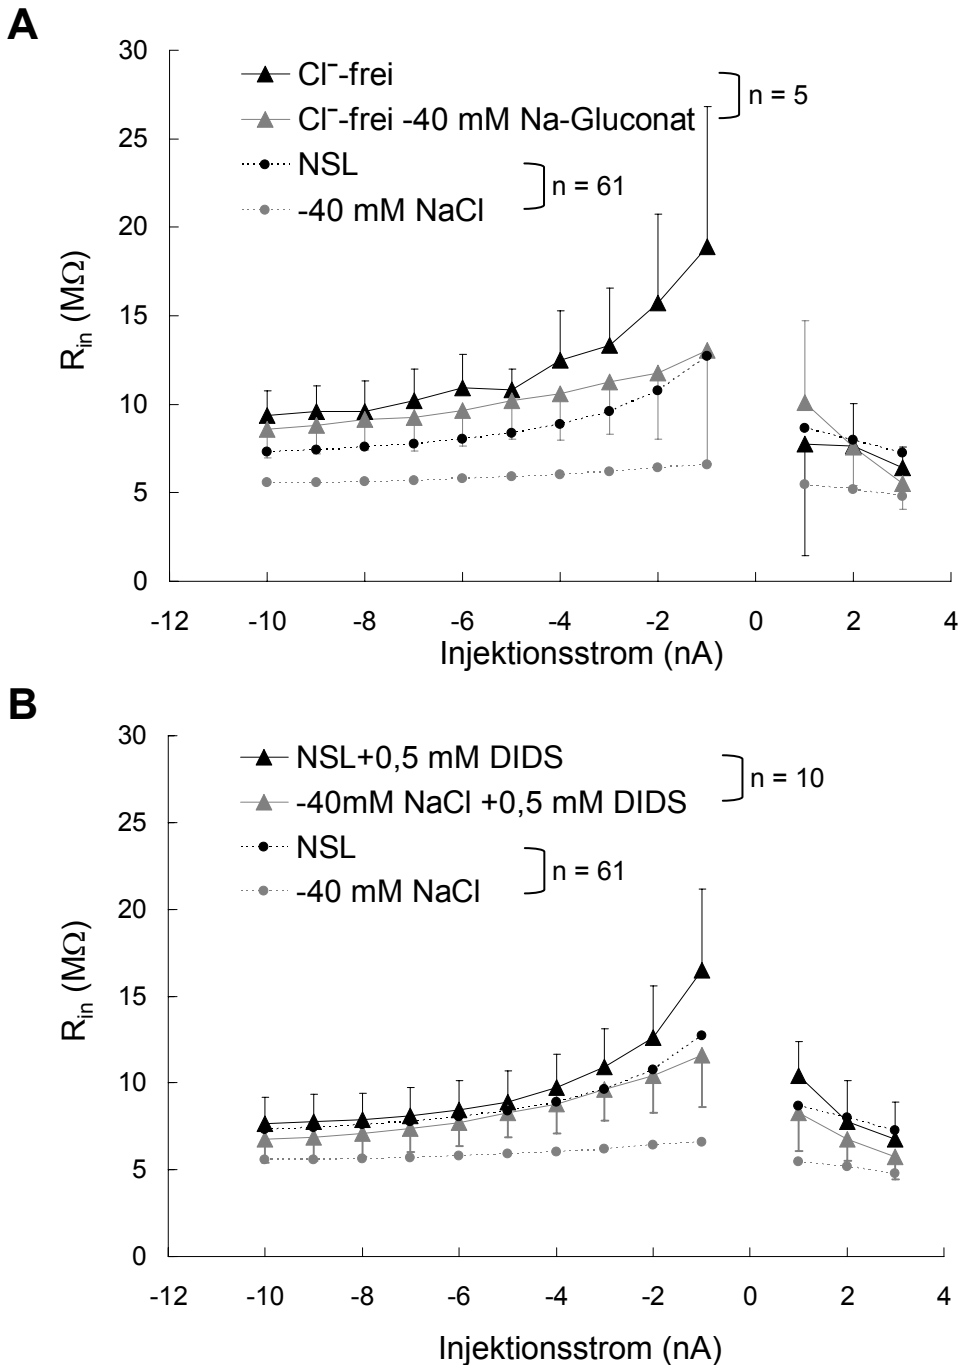 A
30
25
20
15
10
5
0
R_in (MΩ)
Cl⁻-frei
Cl⁻-frei -40 mM Na-Gluconat
n = 5
NSL
-40 mM NaCl
n = 61
-12 -10 -8 -6 -4 -2 0 2 4
Injektionsstrom (nA)
B
30
25
20
15
10
5
0
R_in (MΩ)
NSL+0,5 mM DIDS
-40mM NaCl +0,5 mM DIDS
n = 10
NSL
-40 mM NaCl
n = 61
-12 -10 -8 -6 -4 -2 0 2 4
Injektionsstrom (nA)